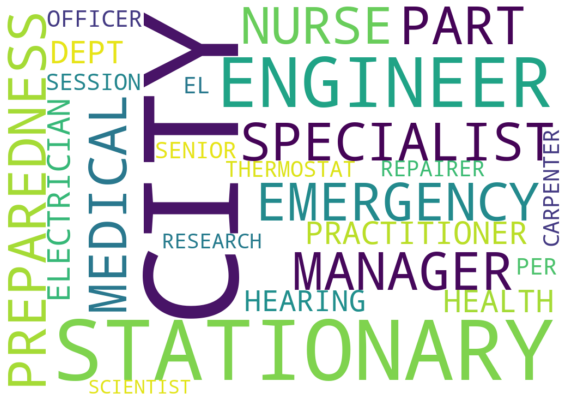 OFFICER
NURSE PART
DEPT
SESSION
EL
ENGINEER
CITY
PREPAREDNESS
ELECTRICIAN
MEDICAL
SENIOR
SPECIALIST
THERMOSTAT REPAIRER
CARPENTER
EMERGENCY
RESEARCH
PRACTITIONER
MANAGER PER
HEARING HEALTH
STATIONARY
SCIENTIST